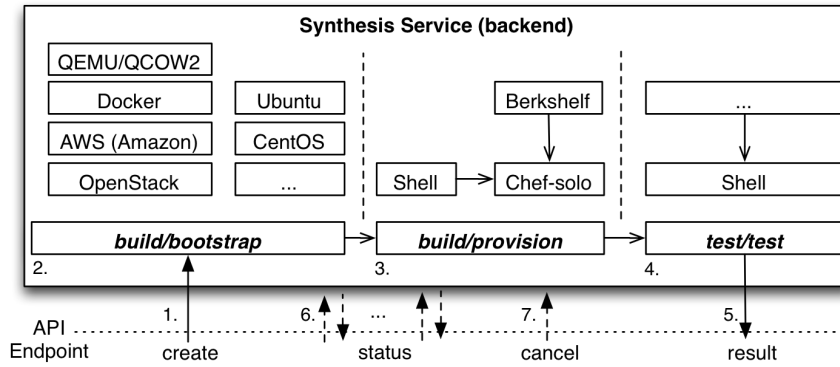 Synthesis Service (backend)
QEMU/QCOW2
Docker
Ubuntu
Berkshelf
...
AWS (Amazon)
CentOS
OpenStack
...
Shell
Chef-solo
Shell
build/bootstrap
build/provision
test/test
2.
3.
4.
1.
6.
...
7.
5.
API
Endpoint
create
status
cancel
result